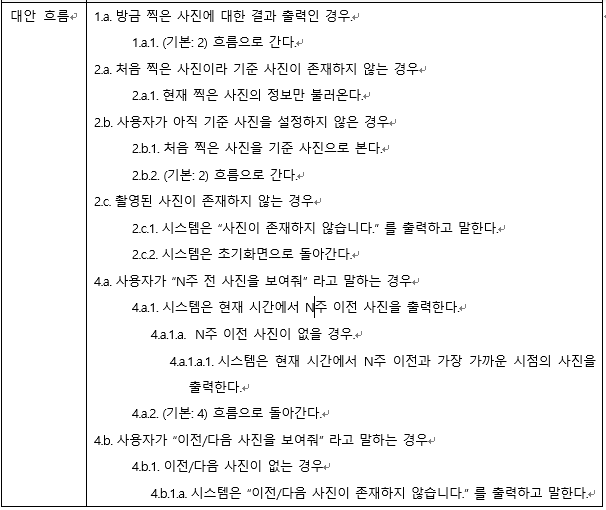 대안 흐름
1.a. 방금 찍은 사진에 대한 결과 출력인 경우.
1.a.1. (기본: 2) 흐름으로 간다.
2.a. 처음 찍은 사진이라 기준 사진이 존재하지 않는 경우
2.a.1. 현재 찍은 사진의 정보만 불러온다.
2.b. 사용자가 아직 기준 사진을 설정하지 않은 경우
2.b.1. 처음 찍은 사진을 기준 사진으로 본다.
2.b.2. (기본: 2) 흐름으로 간다.
2.c. 촬영된 사진이 존재하지 않는 경우
2.c.1. 시스템은 “사진이 존재하지 않습니다.” 를 출력하고 말한다.
2.c.2. 시스템은 초기화면으로 돌아간다.
4.a. 사용자가 “N주 전 사진을 보여줘” 라고 말하는 경우
4.a.1. 시스템은 현재 시간에서 N주 이전 사진을 출력한다.
4.a.1.a. N주 이전 사진이 없을 경우.
4.a.1.a.1. 시스템은 현재 시간에서 N주 이전과 가장 가까운 시점의 사진을
출력한다.
4.a.2. (기본: 4) 흐름으로 돌아간다.
4.b. 사용자가 “이전/다음 사진을 보여줘” 라고 말하는 경우
4.b.1. 이전/다음 사진이 없는 경우
4.b.1.a. 시스템은 “이전/다음 사진이 존재하지 않습니다.” 를 출력하고 말한다.